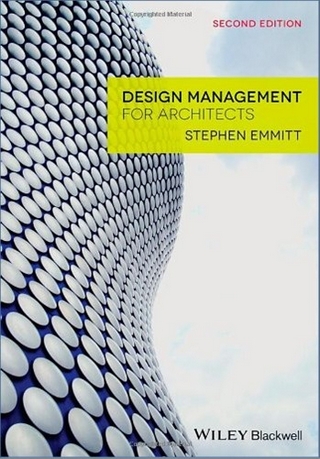 SECOND EDITION
DESIGN MANAGEMENT
FOR ARCHITECTS
STEPHEN EMMITT
WILEY Blackwell